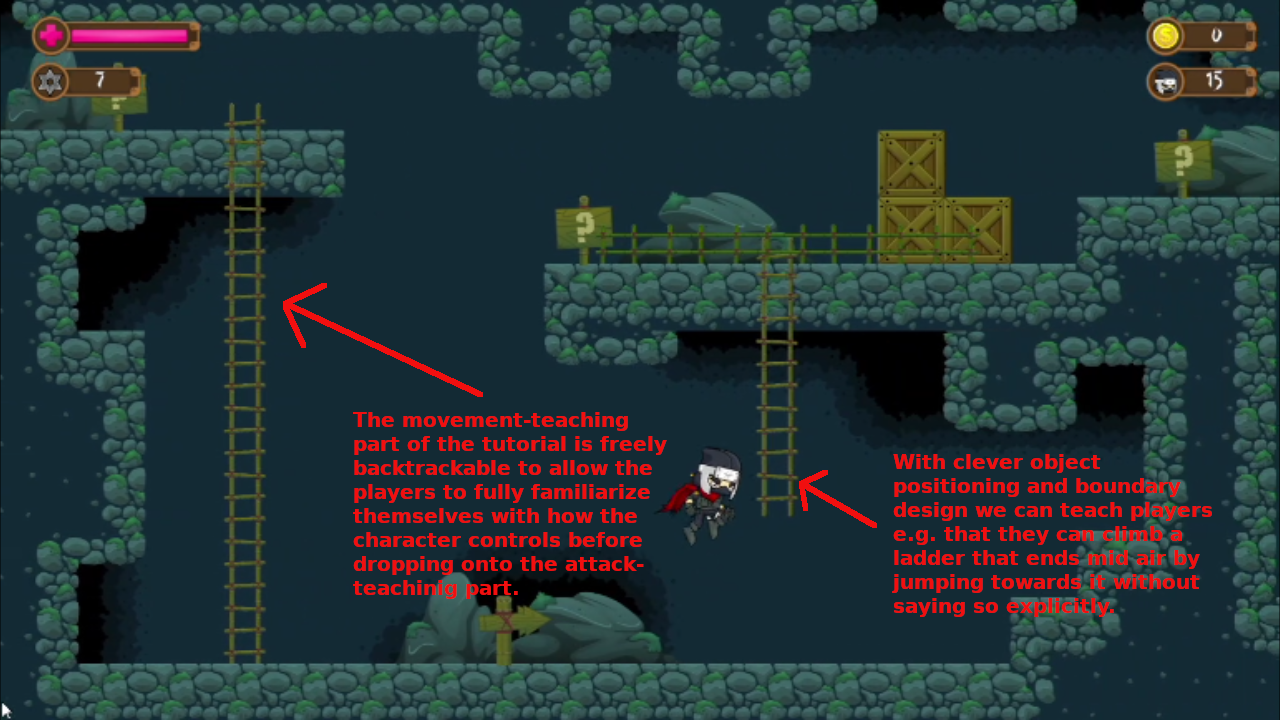 7
0
15
?
?
?
The movement-teaching
part of the tutorial is freely
backtrackable to allow the
players to fully familiarize
themselves with how the
character controls before
dropping onto the attack-
teaching part.
With clever object
positioning and boundary
design we can teach players
e.g. that they can climb a
ladder that ends mid air by
jumping towards it without
saying so explicitly.